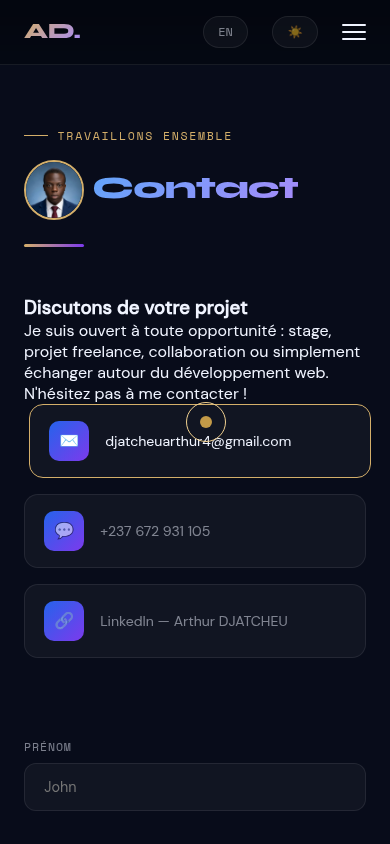 AD.
EN
TRAVAILLONS ENSEMBLE
Contact
Discutons de votre projet
Je suis ouvert à toute opportunité : stage,
projet freelance, collaboration ou simplement
échanger autour du développement web.
N'hésitez pas à me contacter !
djatcheuarthur4@gmail.com
+237 672 931 105
LinkedIn — Arthur DJATCHEU
PRÉNOM
John